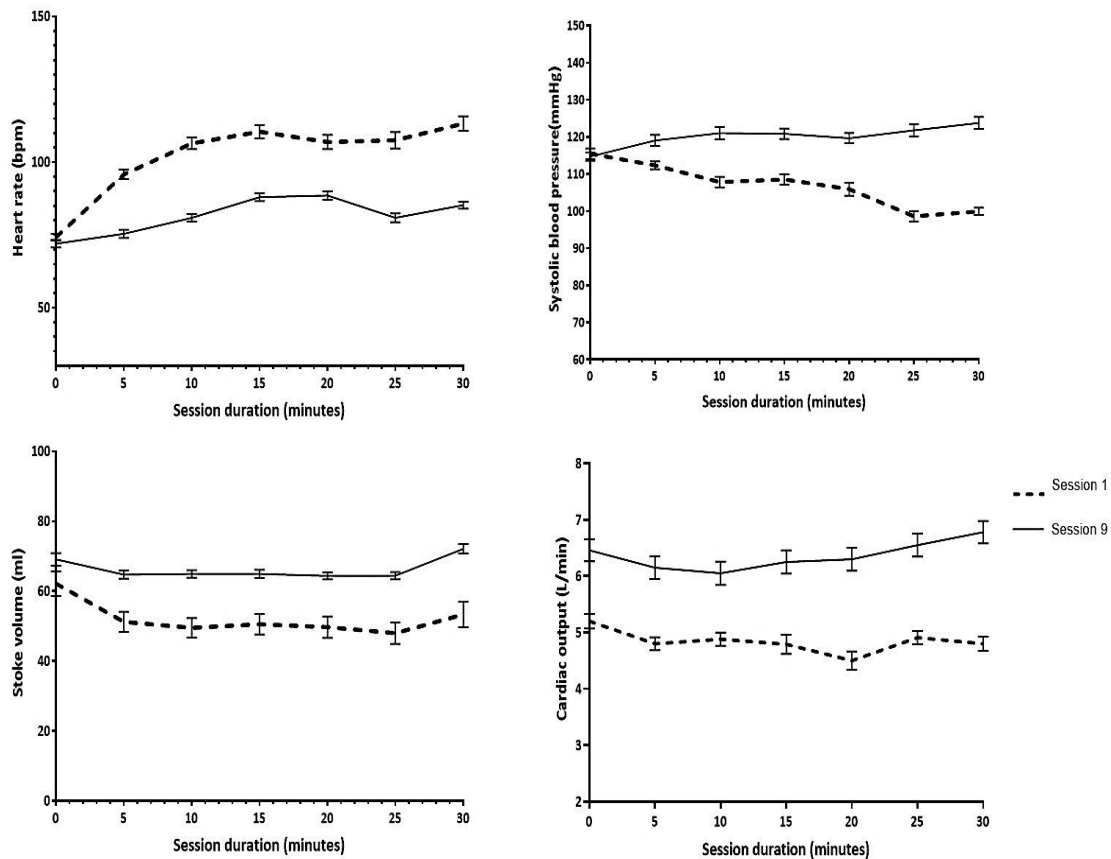 Heart rate (bpm)
150
100
50
0 5 10 15 20 25 30
Session duration (minutes)
Systolic blood pressure(mmHg)
150
140
130
120
110
100
90
80
70
60
0 5 10 15 20 25 30
Session duration (minutes)
Stoke volume (ml)
100
80
60
40
20
0
0 5 10 15 20 25 30
Session duration (minutes)
Cardiac output (L/min)
8
7
6
5
4
3
2
0 5 10 15 20 25 30
Session duration (minutes)
Session 1
Session 9